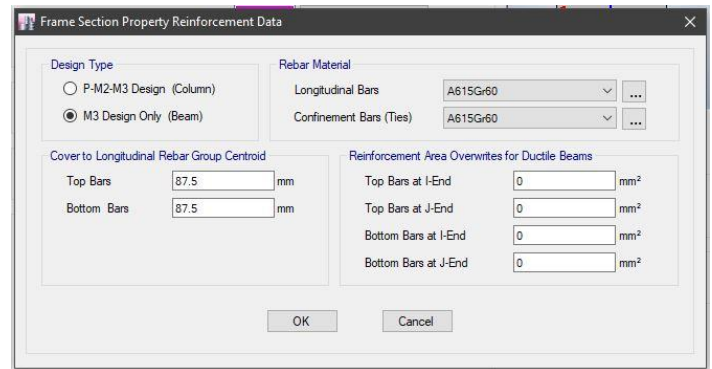 Frame Section Property Reinforcement Data
Design Type
P-M2-M3 Design (Column)
M3 Design Only (Beam)
Rebar Material
Longitudinal Bars A615Gr60 ...
Confinement Bars (Ties) A615Gr60 ...
Cover to Longitudinal Rebar Group Centroid
Top Bars 87.5 mm
Bottom Bars 87.5 mm
Reinforcement Area Overwrites for Ductile Beams
Top Bars at I-End 0 mm²
Top Bars at J-End 0 mm²
Bottom Bars at I-End 0 mm²
Bottom Bars at J-End 0 mm²
OK Cancel